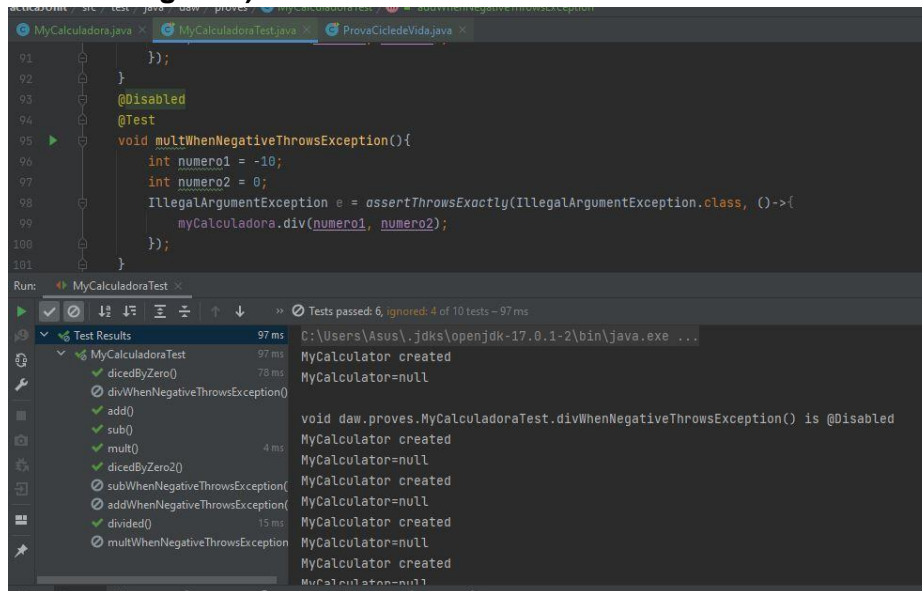 MyCalculadora.java MyCalculadoraTest.java ProvaCicledeVida.java
91 });
92 }
93 @Disabled
94 @Test
95 void multWhenNegativeThrowsException(){
96 int numero1 = -10;
97 int numero2 = 0;
98 IllegalArgumentException e = assertThrowsExactly(IllegalArgumentException.class, ()->{
99 myCalculadora.div(numero1, numero2);
100 });
101 }
Run: MyCalculadoraTest
Tests passed: 6, ignored: 4 of 10 tests – 97 ms
Test Results 97 ms
MyCalculadoraTest 97 ms
dicedByZero() 78 ms
divWhenNegativeThrowsException()
add()
sub()
mult() 4 ms
dicedByZero2()
subWhenNegativeThrowsException(
addWhenNegativeThrowsException(
divided() 15 ms
multWhenNegativeThrowsException
C:\Users\Asus\.jdks\openjdk-17.0.1-2\bin\java.exe ...
MyCalculator created
MyCalculator=null
void daw.proves.MyCalculadoraTest.divWhenNegativeThrowsException() is @Disabled
MyCalculator created
MyCalculator=null
MyCalculator created
MyCalculator=null
MyCalculator created
MyCalculator=null
MyCalculator created
MyCalculator=null